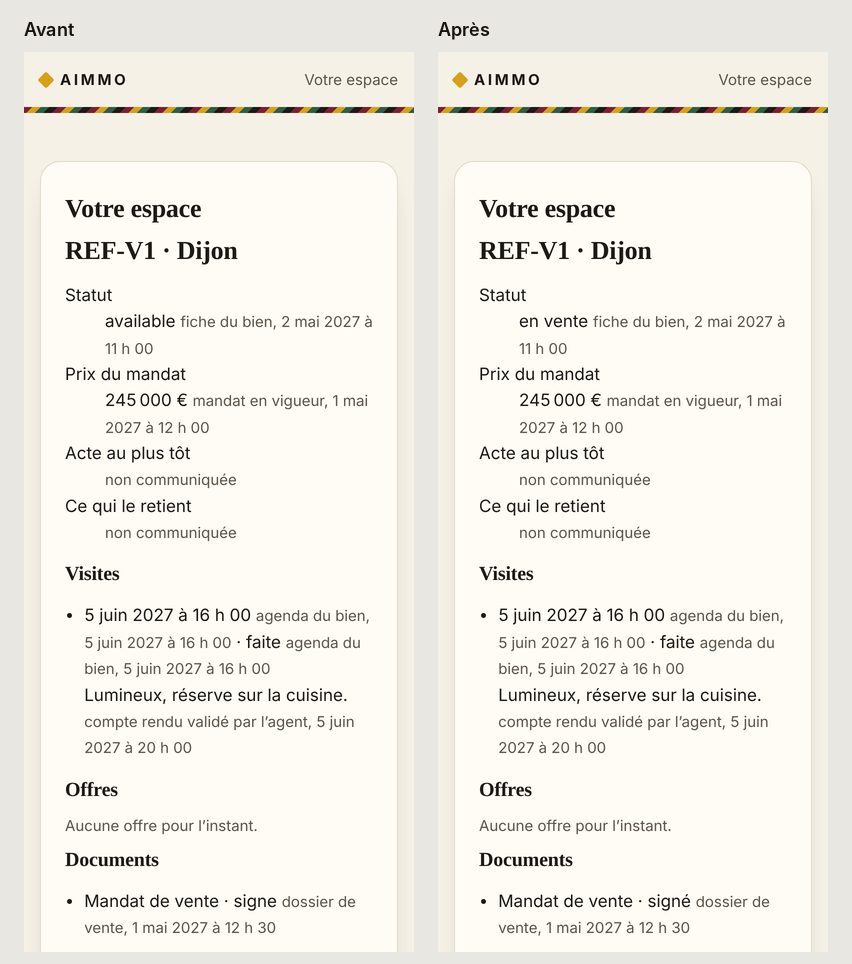 Avant
AIMMO
Votre espace
Votre espace
REF-V1 · Dijon
Statut
available fiche du bien, 2 mai 2027 à
11 h 00
Prix du mandat
245 000 € mandat en vigueur, 1 mai
2027 à 12 h 00
Acte au plus tôt
non communiquée
Ce qui le retient
non communiquée
Visites
• 5 juin 2027 à 16 h 00 agenda du bien,
5 juin 2027 à 16 h 00 · faite agenda du
bien, 5 juin 2027 à 16 h 00
Lumineux, réserve sur la cuisine.
compte rendu validé par l’agent, 5 juin
2027 à 20 h 00
Offres
Aucune offre pour l’instant.
Documents
• Mandat de vente · signe dossier de
vente, 1 mai 2027 à 12 h 30
Après
AIMMO
Votre espace
Votre espace
REF-V1 · Dijon
Statut
en vente fiche du bien, 2 mai 2027 à
11 h 00
Prix du mandat
245 000 € mandat en vigueur, 1 mai
2027 à 12 h 00
Acte au plus tôt
non communiquée
Ce qui le retient
non communiquée
Visites
• 5 juin 2027 à 16 h 00 agenda du bien,
5 juin 2027 à 16 h 00 · faite agenda du
bien, 5 juin 2027 à 16 h 00
Lumineux, réserve sur la cuisine.
compte rendu validé par l’agent, 5 juin
2027 à 20 h 00
Offres
Aucune offre pour l’instant.
Documents
• Mandat de vente · signé dossier de
vente, 1 mai 2027 à 12 h 30